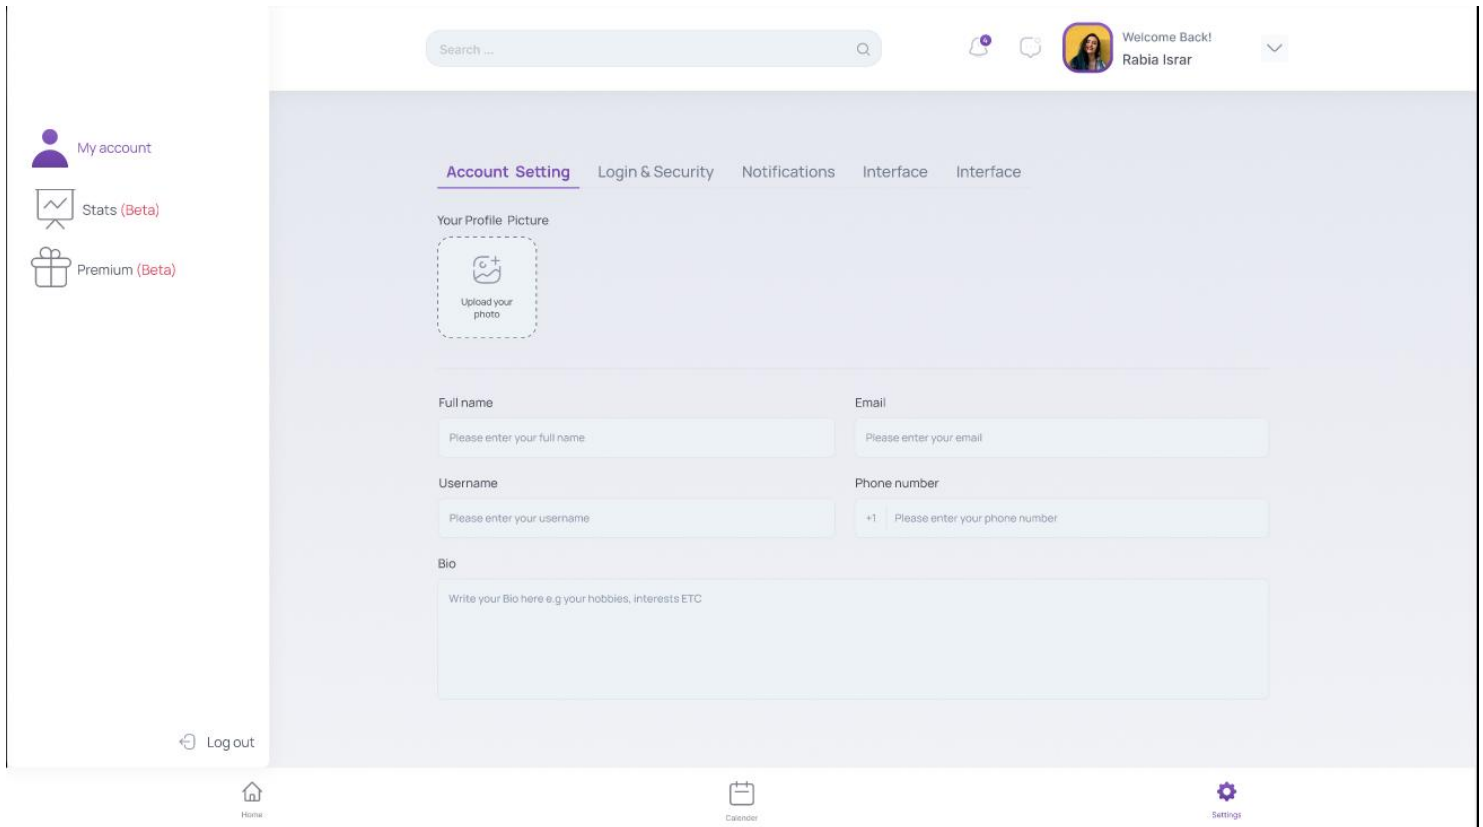 Search ...
4
Welcome Back!
Rabia Israr
My account
Stats (Beta)
Premium (Beta)
Log out
Account Setting
Login & Security
Notifications
Interface
Interface
Your Profile Picture
Upload your
photo
Full name
Please enter your full name
Email
Please enter your email
Username
Please enter your username
Phone number
+1
Please enter your phone number
Bio
Write your Bio here e.g your hobbies, interests ETC
Home
Calender
Settings